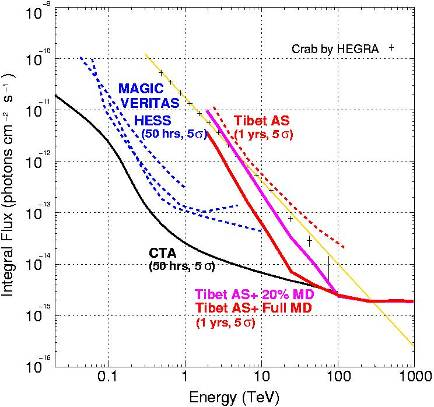 10⁻⁸
10⁻⁹
10⁻¹⁰
10⁻¹¹
10⁻¹²
10⁻¹³
10⁻¹⁴
10⁻¹⁵
10⁻¹⁶
Integral Flux (photons cm⁻² s⁻¹)
Crab by HEGRA
MAGIC
VERITAS
HESS
(50 hrs, 5σ)
Tibet AS
(1 yrs, 5σ)
CTA
(50 hrs, 5σ)
Tibet AS+ 20% MD
Tibet AS+ Full MD
(1 yrs, 5σ)
0.1 1 10 100 1000
Energy (TeV)